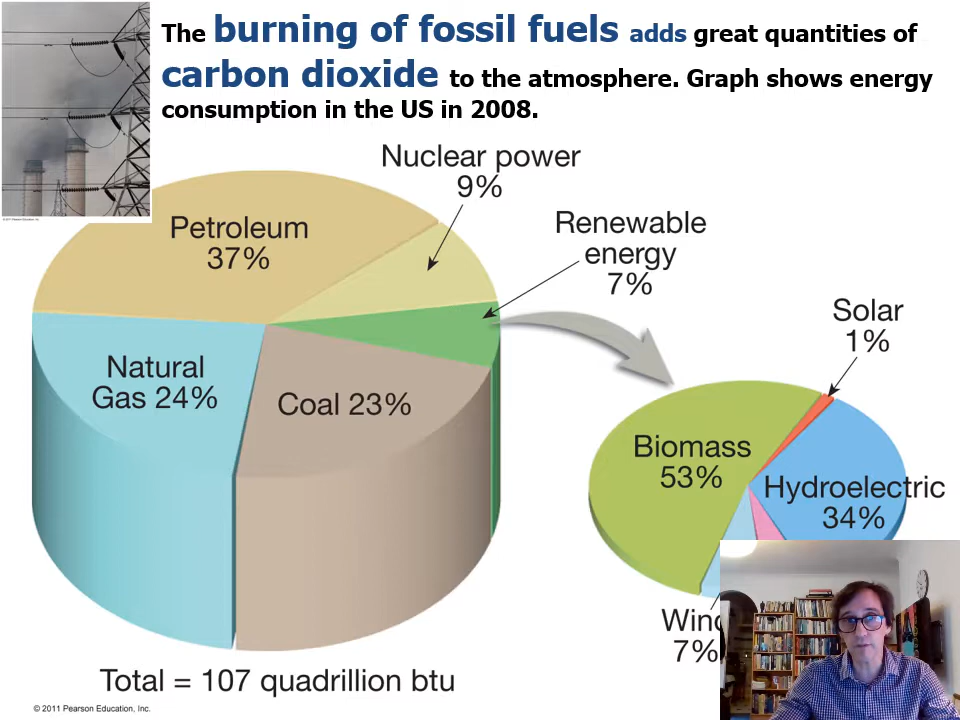 The burning of fossil fuels adds great quantities of
carbon dioxide to the atmosphere. Graph shows energy
consumption in the US in 2008.
Nuclear power
9%
Petroleum
37%
Renewable
energy
7%
Solar
1%
Natural
Gas 24%
Coal 23%
Biomass
53%
Hydroelectric
34%
7%
Total = 107 quadrillion btu
© 2011 Pearson Education, Inc.